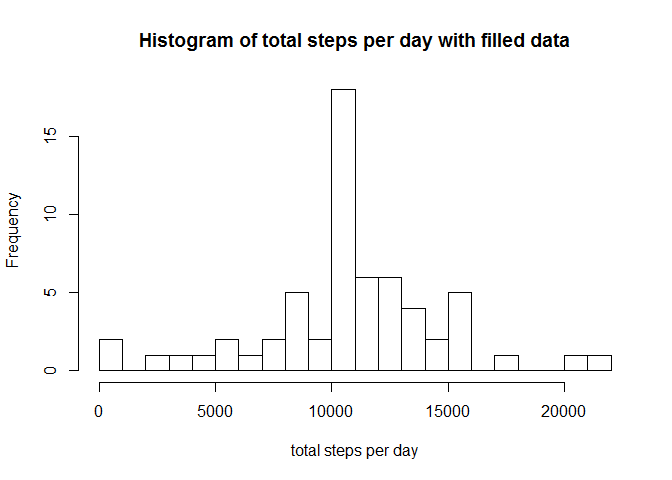 Histogram of total steps per day with filled data
Frequency
15
10
5
0
0 5000 10000 15000 20000
total steps per day